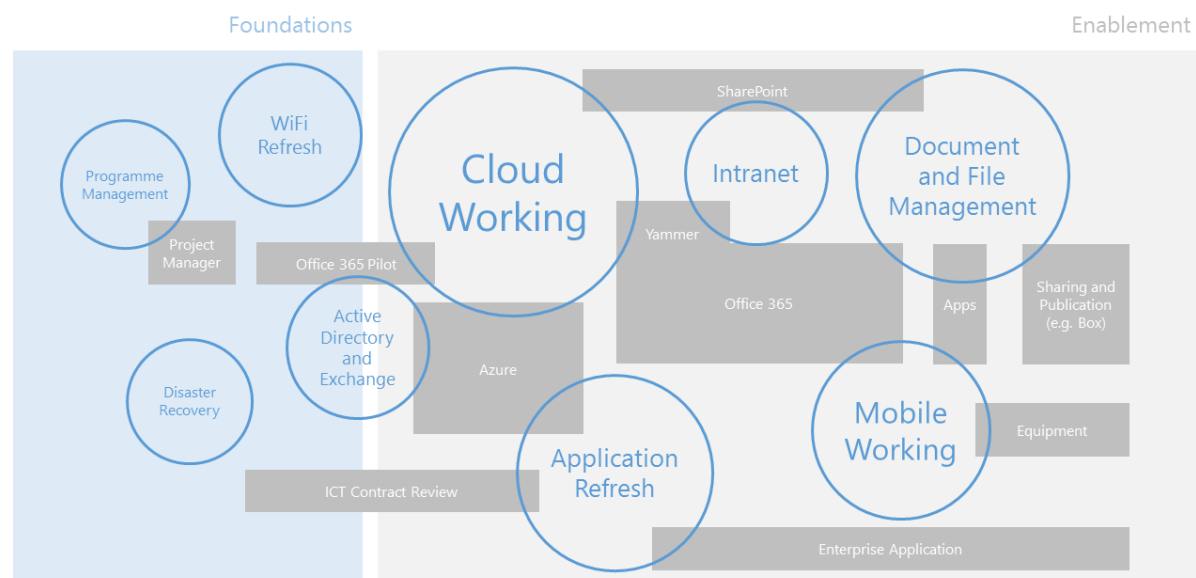 Foundations
Enablement
WiFi
Refresh
Programme
Management
Project
Manager
Office 365 Pilot
Active
Directory
and
Exchange
Disaster
Recovery
ICT Contract Review
Cloud
Working
SharePoint
Intranet
Document
and File
Management
Yammer
Office 365
Apps
Sharing and
Publication
(e.g. Box)
Azure
Application
Refresh
Mobile
Working
Equipment
Enterprise Application